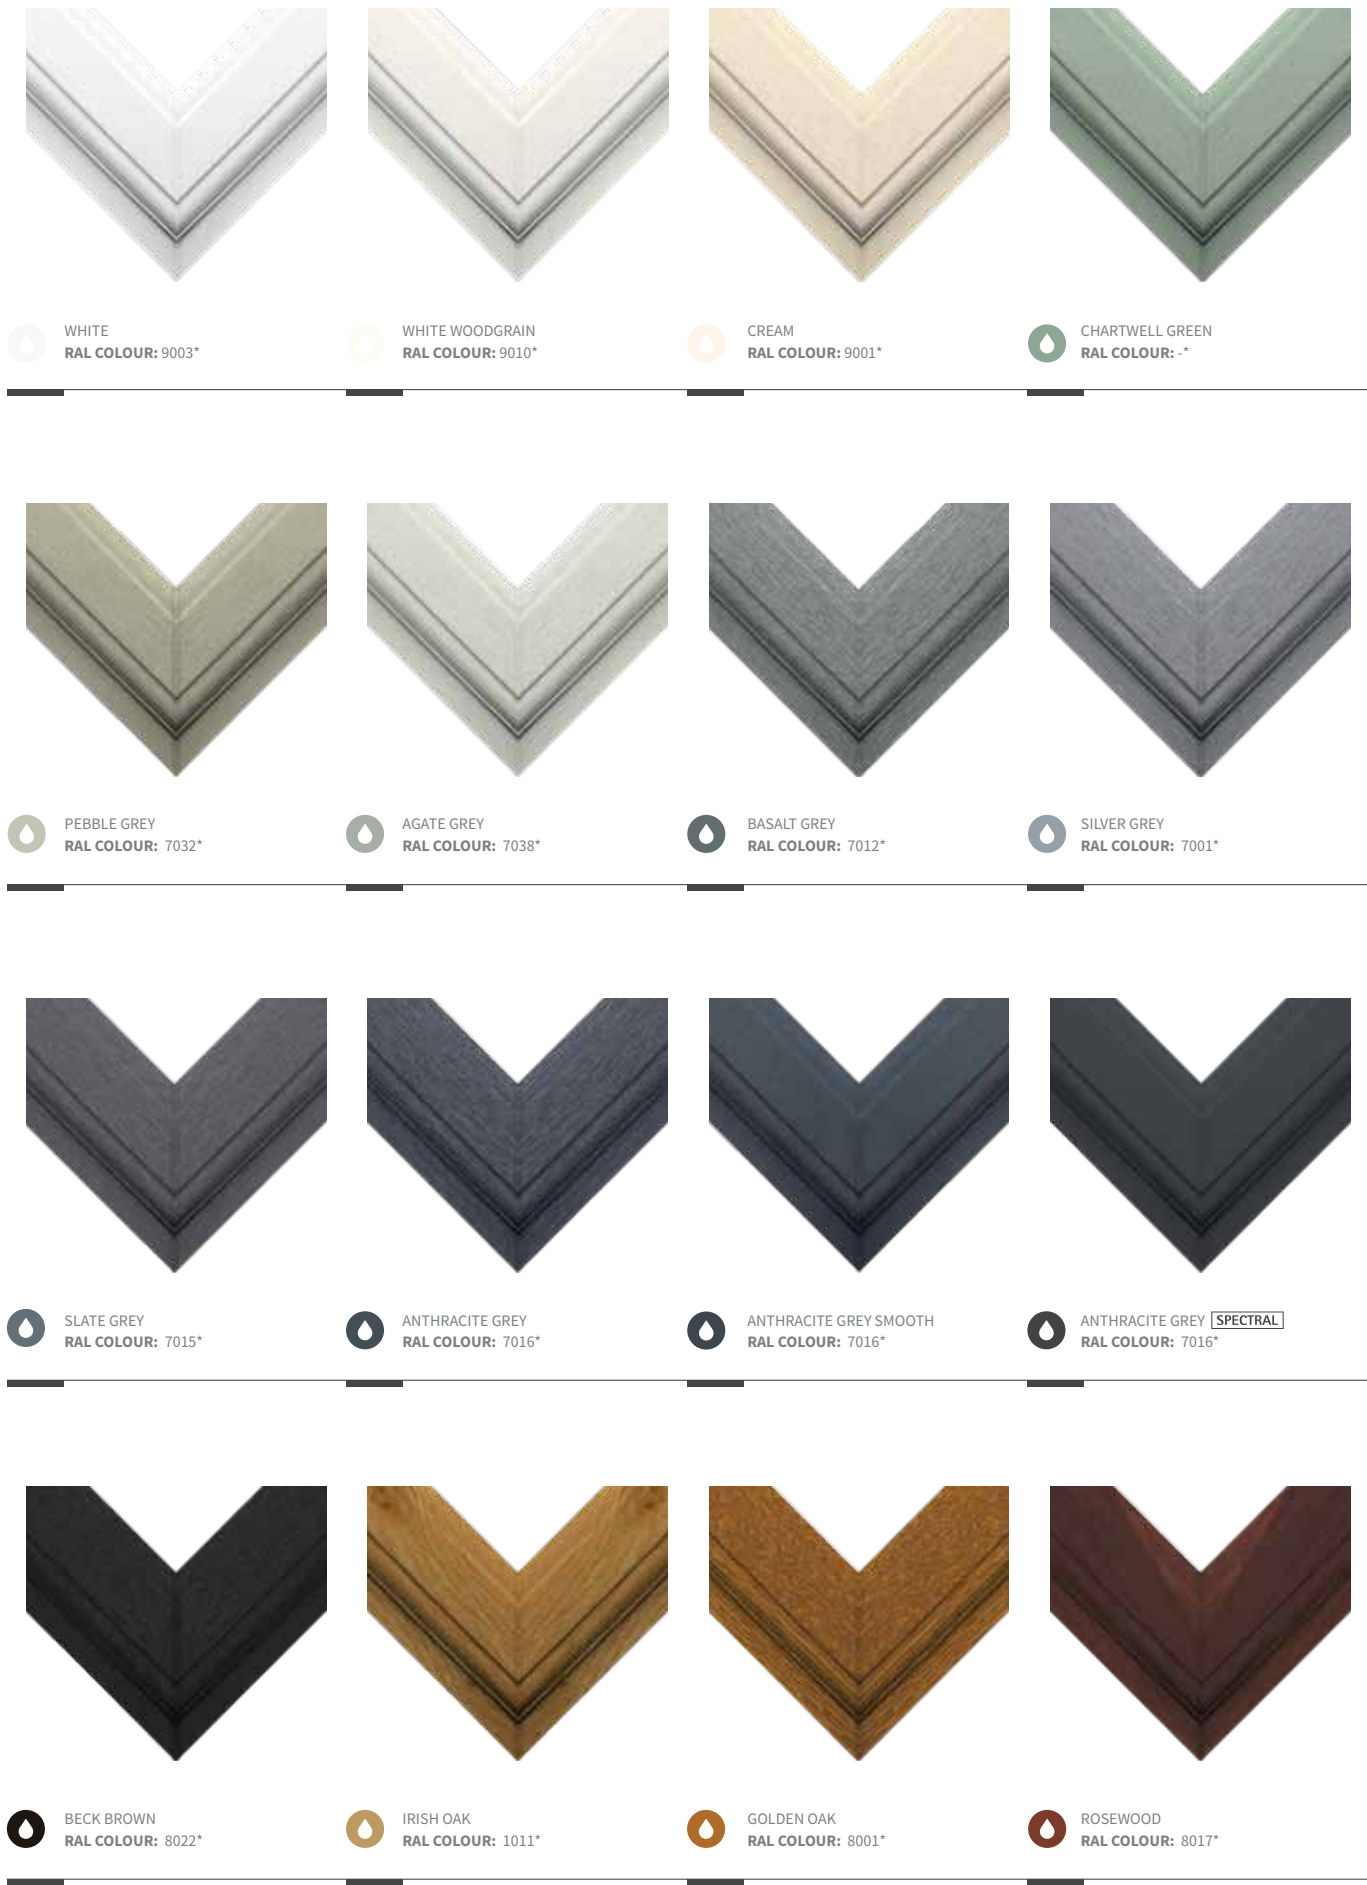 WHITE
RAL COLOUR: 9003*
WHITE WOODGRAIN
RAL COLOUR: 9010*
CREAM
RAL COLOUR: 9001*
CHARTWELL GREEN
RAL COLOUR: -*
PEBBLE GREY
RAL COLOUR: 7032*
AGATE GREY
RAL COLOUR: 7038*
BASALT GREY
RAL COLOUR: 7012*
SILVER GREY
RAL COLOUR: 7001*
SLATE GREY
RAL COLOUR: 7015*
ANTHRACITE GREY
RAL COLOUR: 7016*
ANTHRACITE GREY SMOOTH
RAL COLOUR: 7016*
ANTHRACITE GREY SPECTRAL
RAL COLOUR: 7016*
BECK BROWN
RAL COLOUR: 8022*
IRISH OAK
RAL COLOUR: 1011*
GOLDEN OAK
RAL COLOUR: 8001*
ROSEWOOD
RAL COLOUR: 8017*